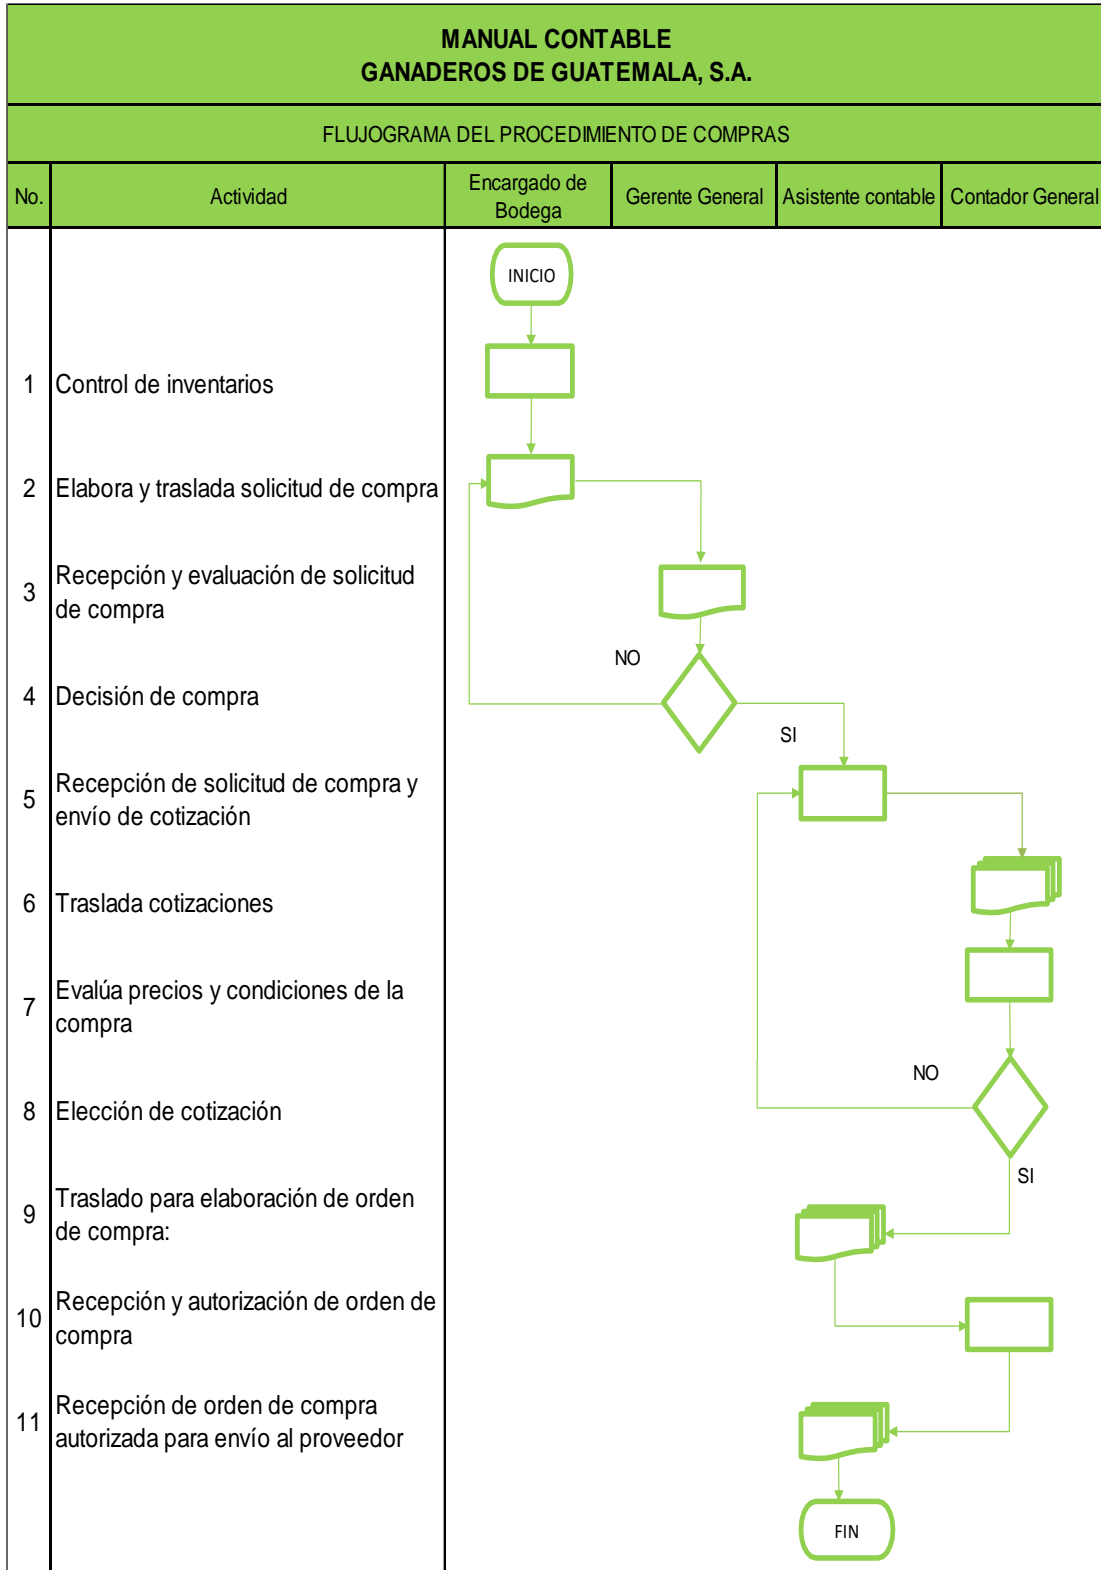 MANUAL CONTABLE
GANADEROS DE GUATEMALA, S.A.
FLUJOGRAMA DEL PROCEDIMIENTO DE COMPRAS
No.
Actividad
Encargado de
Bodega
Gerente General
Asistente contable
Contador General
INICIO
1 Control de inventarios
2 Elabora y traslada solicitud de compra
3 Recepción y evaluación de solicitud
de compra
NO
4 Decisión de compra
SI
5 Recepción de solicitud de compra y
envío de cotización
6 Traslada cotizaciones
7 Evalúa precios y condiciones de la
compra
NO
8 Elección de cotización
SI
9 Traslado para elaboración de orden
de compra:
10 Recepción y autorización de orden de
compra
11 Recepción de orden de compra
autorizada para envío al proveedor
FIN